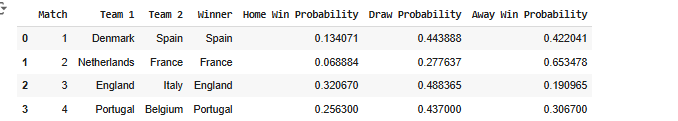 Match Team 1 Team 2 Winner Home Win Probability Draw Probability Away Win Probability
0 1 Denmark Spain Spain 0.134071 0.443888 0.422041
1 2 Netherlands France France 0.068884 0.277637 0.653478
2 3 England Italy England 0.320670 0.488365 0.190965
3 4 Portugal Belgium Portugal 0.256300 0.437000 0.306700